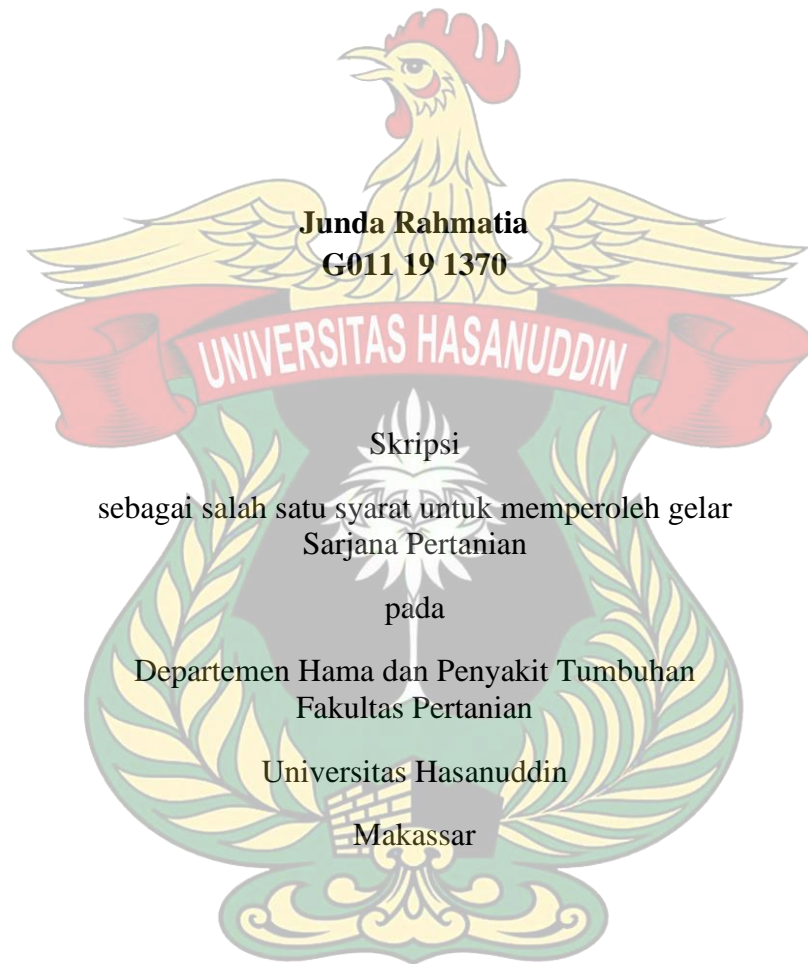 Junda Rahmatia
G011 19 1370
UNIVERSITAS HASANUDDIN
Skripsi
sebagai salah satu syarat untuk memperoleh gelar
Sarjana Pertanian
pada
Departemen Hama dan Penyakit Tumbuhan
Fakultas Pertanian
Universitas Hasanuddin
Makassar